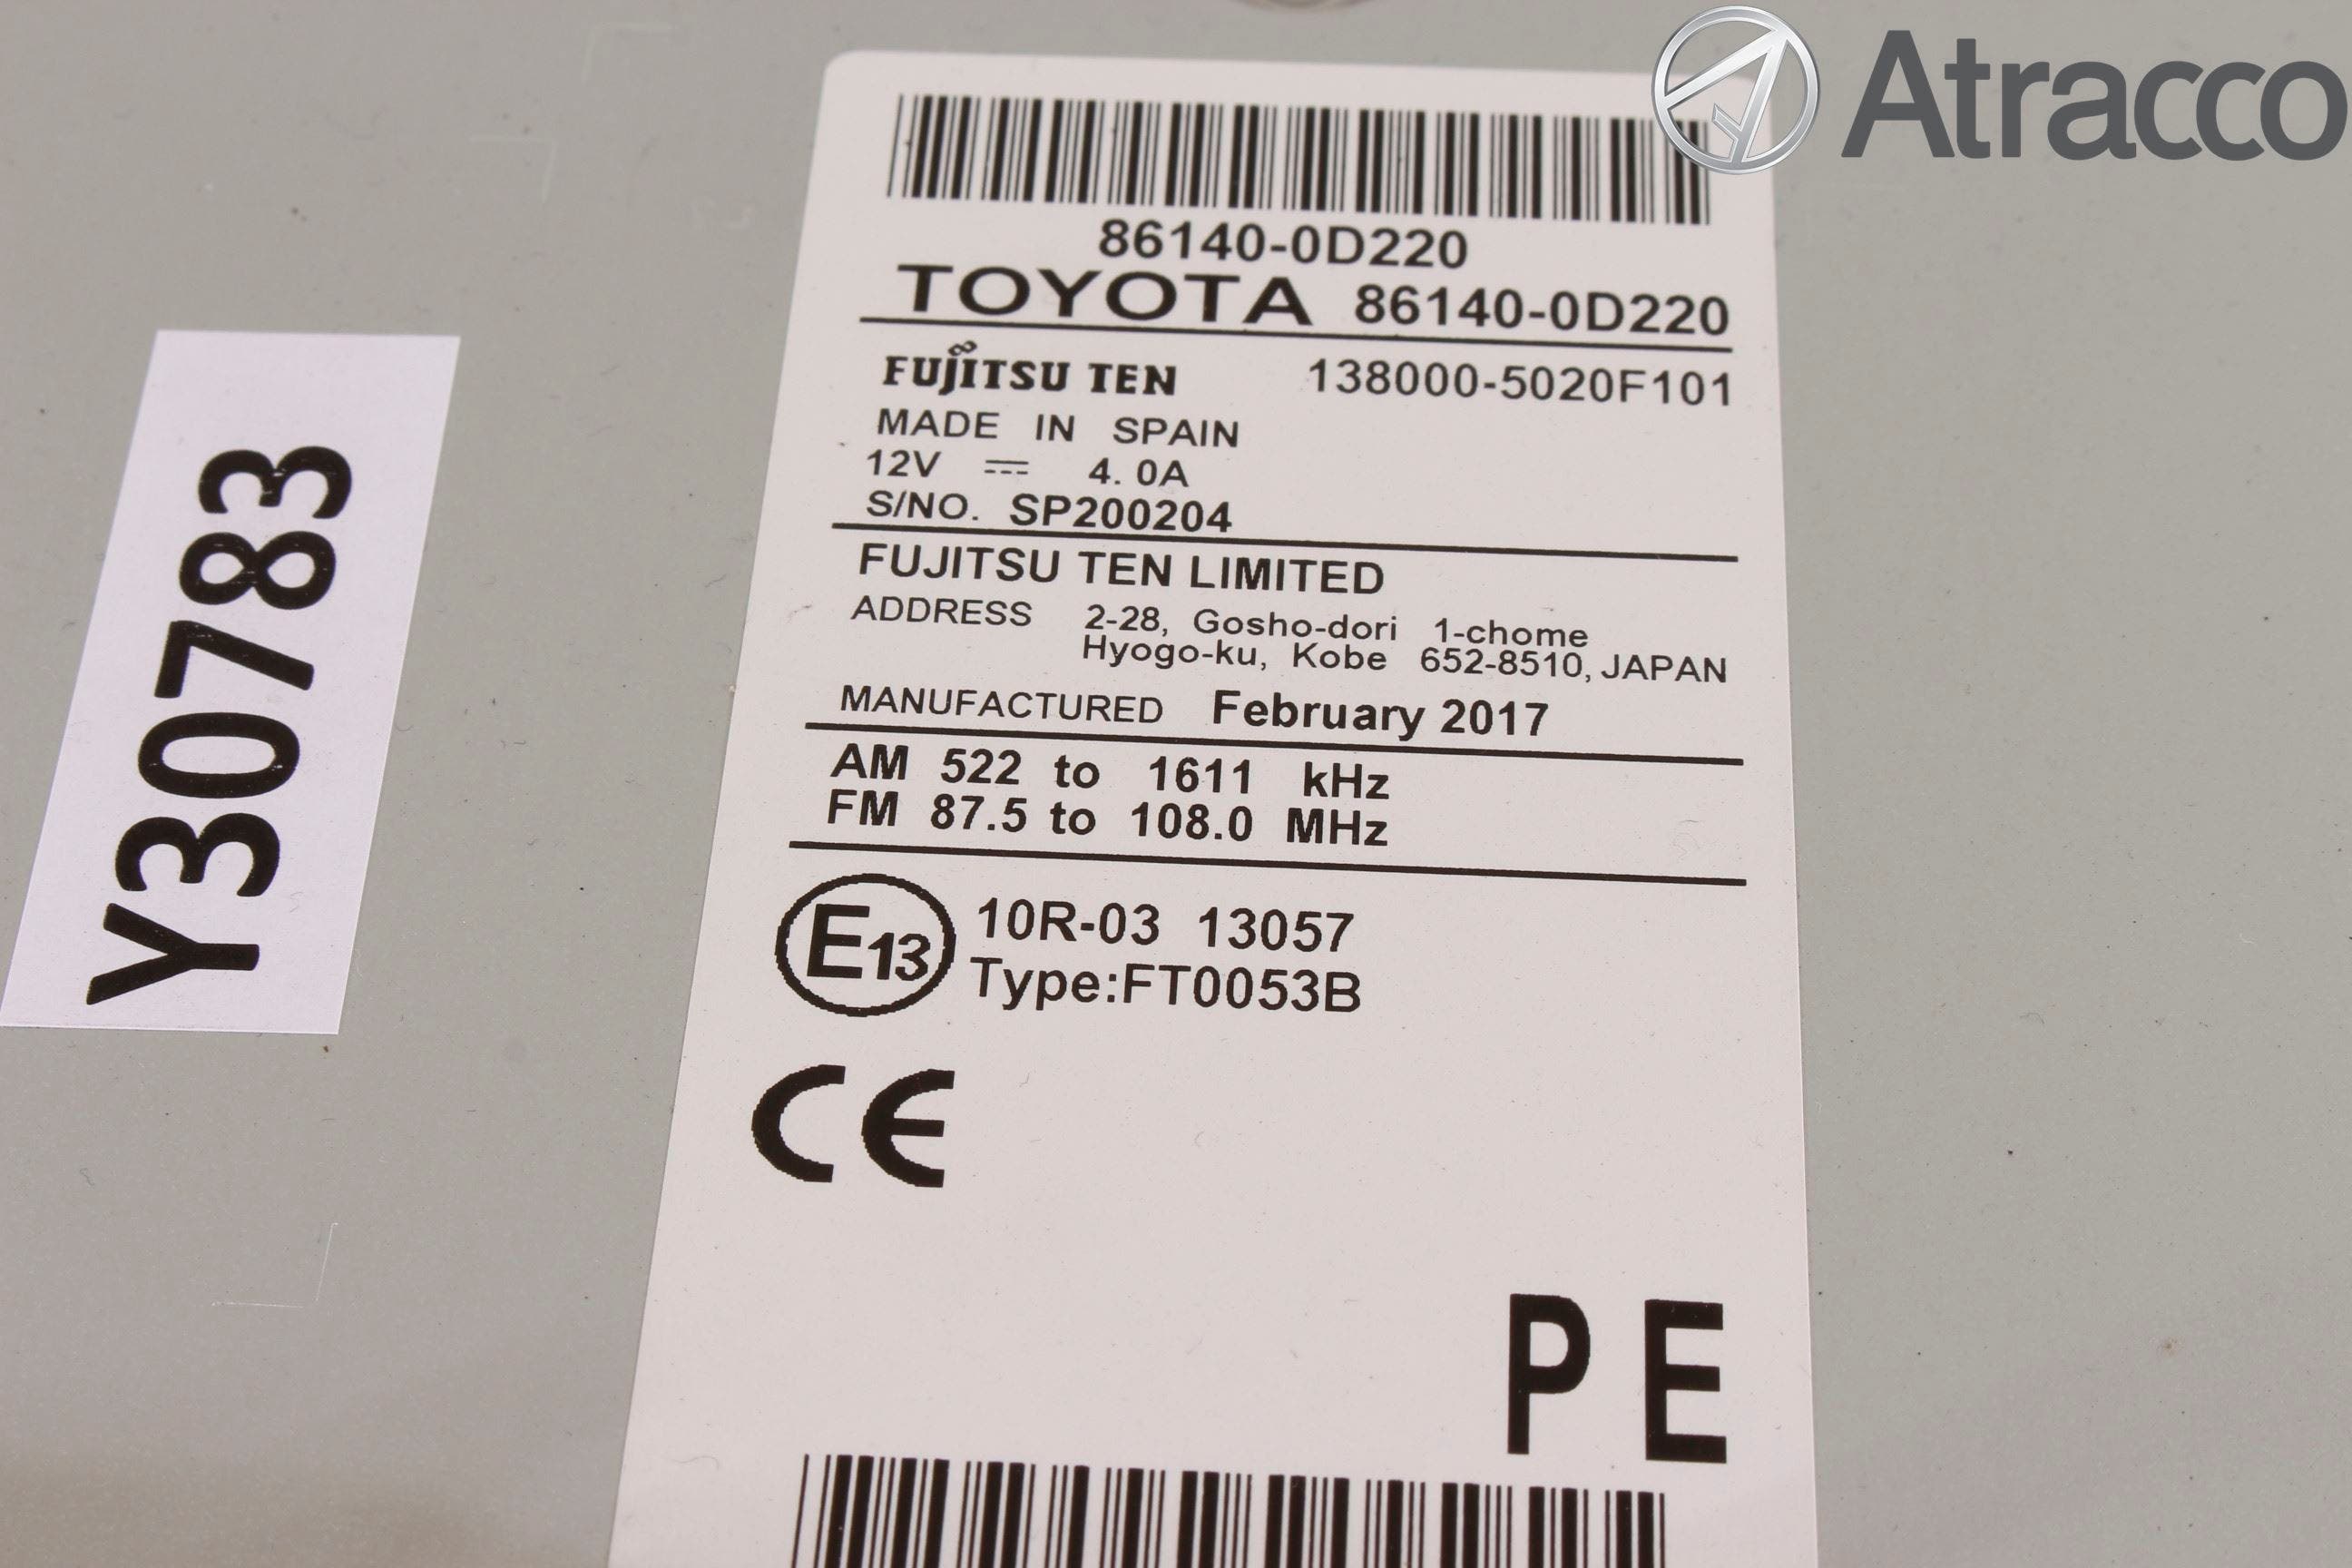 Atracco
86140-0D220
TOYOTA 86140-0D220
FUJITSU TEN 138000-5020F101
MADE IN SPAIN
12V 4.0A
S/NO. SP200204
FUJITSU TEN LIMITED
ADDRESS 2-28, Gosho-dori 1-chome
Hyogo-ku, Kobe 652-8510, JAPAN
MANUFACTURED February 2017
AM 522 to 1611 kHz
FM 87.5 to 108.0 MHz
E13 10R-03 13057
Type:FT0053B
CE
PE
Y30783